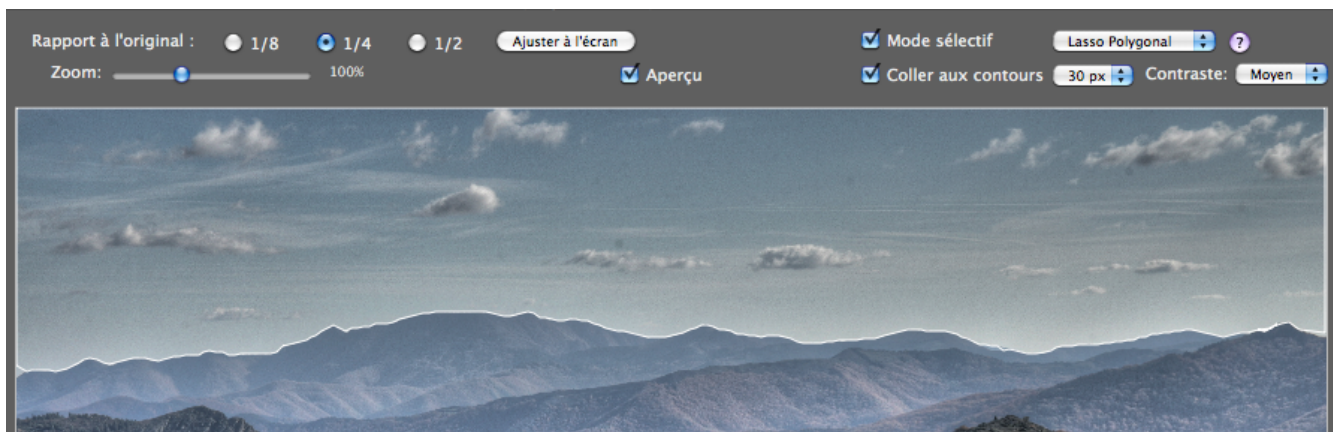 Rapport à l'original : 1/8 1/4 1/2 Ajuster à l'écran Mode sélectif Lasso Polygonal ?
Zoom: 100% Aperçu Coller aux contours 30 px Contraste: Moyen